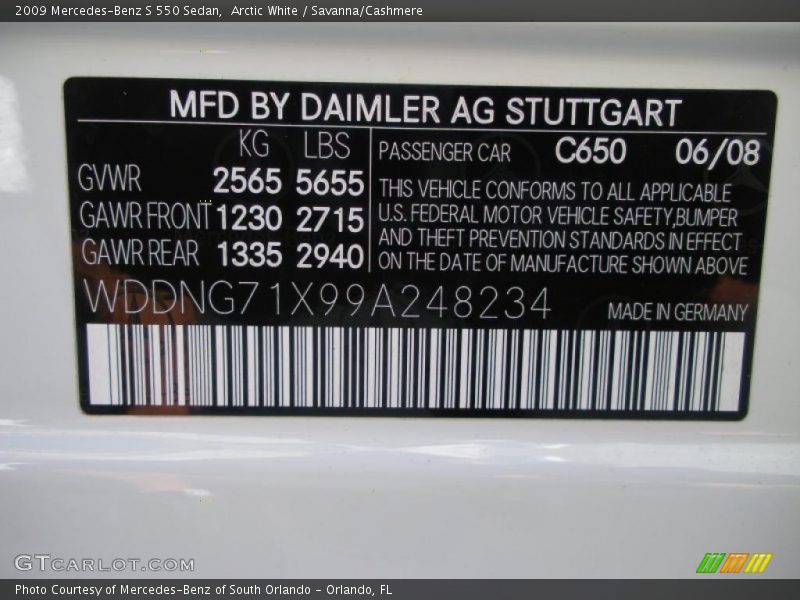 2009 Mercedes-Benz S 550 Sedan,  Arctic White / Savanna/Cashmere
MFD BY DAIMLER AG STUTTGART
KG LBS
GVWR 2565 5655
GAWR FRONT 1230 2715
GAWR REAR 1335 2940
PASSENGER CAR C650 06/08
THIS VEHICLE CONFORMS TO ALL APPLICABLE
U.S. FEDERAL MOTOR VEHICLE SAFETY,BUMPER
AND THEFT PREVENTION STANDARDS IN EFFECT
ON THE DATE OF MANUFACTURE SHOWN ABOVE
WDDNG71X99A248234
MADE IN GERMANY
GTCARLOT.COM
Photo Courtesy of Mercedes-Benz of South Orlando - Orlando, FL